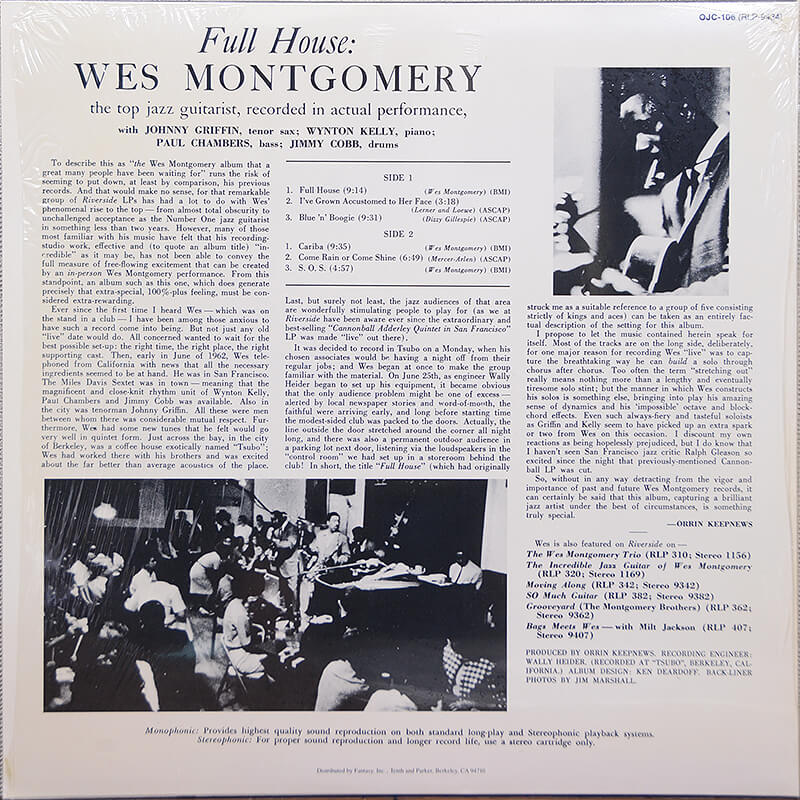 OJC-106 (RLP-9434)
Full House:
WES MONTGOMERY
the top jazz guitarist, recorded in actual performance,
with JOHNNY GRIFFIN, tenor sax; WYNTON KELLY, piano;
PAUL CHAMBERS, bass; JIMMY COBB, drums
To describe this as "the Wes Montgomery album that a
great many people have been waiting for" runs the risk of
seeming to put down, at least by comparison, his previous
records. And that would make no sense, for that remarkable
group of Riverside LPs has had a lot to do with Wes'
phenomenal rise to the top — from almost total obscurity to
unchallenged acceptance as the Number One jazz guitarist
in something less than two years. However, many of those
most familiar with his music have felt that his recording-
studio work, effective and (to quote an album title) "in-
credible" as it may be, has not been able to convey the
full measure of free-flowing excitement that can be created
by an in-person Wes Montgomery performance. From this
standpoint, an album such as this one, which does generate
precisely that extra-special, 100%-plus feeling, must be con-
sidered extra-rewarding.
Ever since the first time I heard Wes — which was on
the stand in a club — I have been among those anxious to
have such a record come into being. But not just any old
"live" date would do. All concerned wanted to wait for the
best possible set-up: the right time, the right place, the right
supporting cast. Then, early in June of 1962, Wes tele-
phoned from California with news that all the necessary
ingredients seemed to be at hand. He was in San Francisco.
The Miles Davis Sextet was in town — meaning that the
magnificent and close-knit rhythm unit of Wynton Kelly,
Paul Chambers and Jimmy Cobb was available. Also in
the city was tenorman Johnny Griffin. All these were men
between whom there was considerable mutual respect. Fur-
thermore, Wes had some new tunes that he felt would go
very well in quintet form. Just across the bay, in the city
of Berkeley, was a coffee house exotically named "Tsubo";
Wes had worked there with his brothers and was excited
about the far better than average acoustics of the place.
SIDE 1
1. Full House (9:14) (Wes Montgomery) (BMI)
2. I've Grown Accustomed to Her Face (3:18)
(Lerner and Loewe) (ASCAP)
3. Blue 'n' Boogie (9:31) (Dizzy Gillespie) (ASCAP)
SIDE 2
1. Cariba (9:35) (Wes Montgomery) (BMI)
2. Come Rain or Come Shine (6:49) (Mercer-Arlen) (ASCAP)
3. S. O. S. (4:57) (Wes Montgomery) (BMI)
Last, but surely not least, the jazz audiences of that area
are wonderfully stimulating people to play for (as we at
Riverside have been aware ever since the extraordinary and
best-selling "Cannonball Adderley Quintet in San Francisco"
LP was made "live" out there).
It was decided to record in Tsubo on a Monday, when his
chosen associates would be having a night off from their
regular jobs; and Wes began at once to make the group
familiar with the material. On June 25th, as engineer Wally
Heider began to set up his equipment, it became obvious
that the only audience problem might be one of excess —
alerted by local newspaper stories and word-of-mouth, the
faithful were arriving early, and long before starting time
the modest-sided club was packed to the doors. Actually, the
line outside the door stretched around the corner all night
long, and there was also a permanent outdoor audience in
a parking lot next door, listening via the loudspeakers in the
"control room" we had set up in a storeroom behind the
club! In short, the title "Full House" (which had originally
struck me as a suitable reference to a group of five consisting
strictly of kings and aces) can be taken as an entirely fac-
tual description of the setting for this album.
I propose to let the music contained herein speak for
itself. Most of the tracks are on the long side, deliberately,
for one major reason for recording Wes "live" was to cap-
ture the breathtaking way he can build a solo through
chorus after chorus. Too often the term "stretching out"
really means nothing more than a lengthy and eventually
tiresome solo stint; but the manner in which Wes constructs
his solos is something else, bringing into play his amazing
sense of dynamics and his 'impossible' octave and block-
chord effects. Even such always-fiery and tasteful soloists
as Griffin and Kelly seem to have picked up an extra spark
or two from Wes on this occasion. I discount my own
reactions as being hopelessly prejudiced, but I do know that
I haven't seen San Francisco jazz critic Ralph Gleason so
excited since the night that previously-mentioned Cannon-
ball LP was cut.
So, without in any way detracting from the vigor and
importance of past and future Wes Montgomery records, it
can certainly be said that this album, capturing a brilliant
jazz artist under the best of circumstances, is something
truly special.
—ORRIN KEEPNEWS
Wes is also featured on Riverside on —
The Wes Montgomery Trio (RLP 310; Stereo 1156)
The Incredible Jazz Guitar of Wes Montgomery
(RLP 320; Stereo 1169)
Moving Along (RLP 342; Stereo 9342)
SO Much Guitar (RLP 382; Stereo 9382)
Grooveyard (The Montgomery Brothers) (RLP 362;
Stereo 9362)
Bags Meets Wes — with Milt Jackson (RLP 407;
Stereo 9407)
PRODUCED BY ORRIN KEEPNEWS. RECORDING ENGINEER:
WALLY HEIDER. (RECORDED AT "TSUBO", BERKELEY, CAL-
IFORNIA.) ALBUM DESIGN: KEN DEARDOFF. BACK-LINER
PHOTOS BY JIM MARSHALL.
Monophonic: Provides highest quality sound reproduction on both standard long-play and Stereophonic playback systems.
Stereophonic: For proper sound reproduction and longer record life, use a stereo cartridge only.
Distributed by Fantasy, Inc., Tenth and Parker, Berkeley, CA 94710